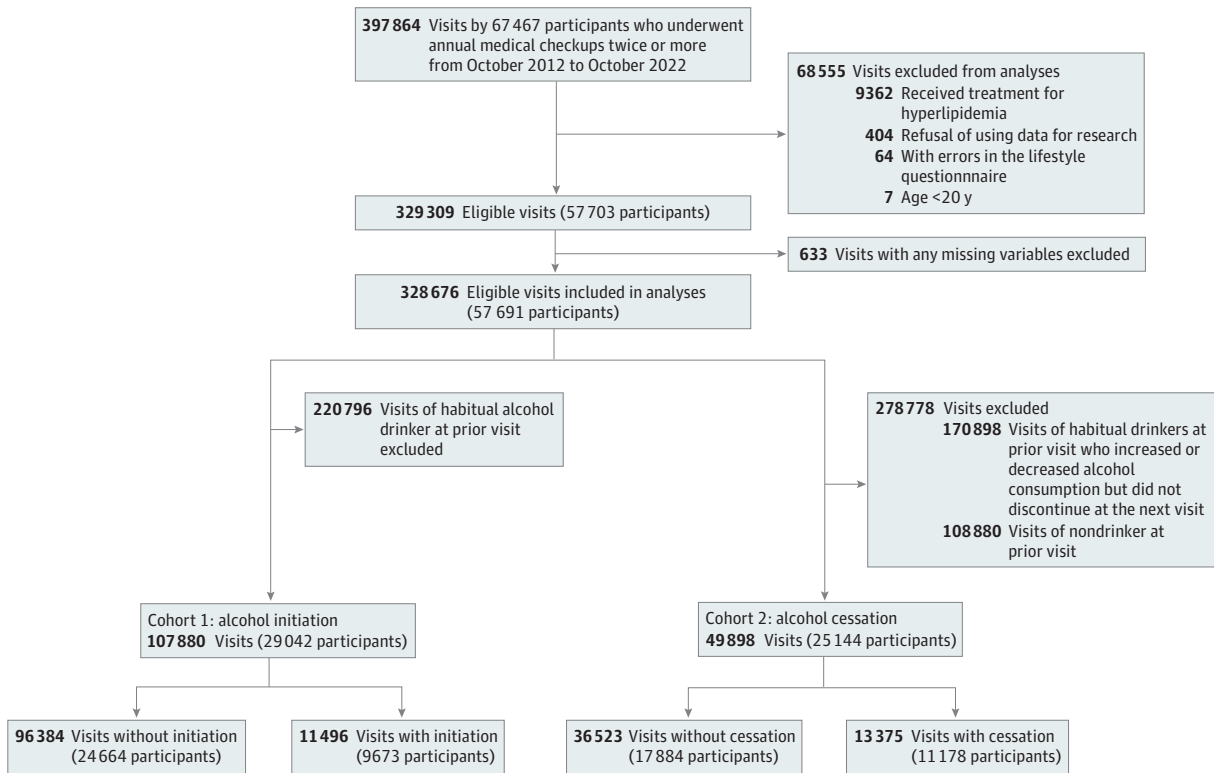 397 864 Visits by 67 467 participants who underwent
annual medical checkups twice or more
from October 2012 to October 2022
68 555 Visits excluded from analyses
9362 Received treatment for
hyperlipidemia
404 Refusal of using data for research
64 With errors in the lifestyle
questionnnaire
7 Age <20 y
329 309 Eligible visits (57 703 participants)
633 Visits with any missing variables excluded
328 676 Eligible visits included in analyses
(57 691 participants)
220 796 Visits of habitual alcohol
drinker at prior visit
excluded
278 778 Visits excluded
170 898 Visits of habitual drinkers at
prior visit who increased or
decreased alcohol
consumption but did not
discontinue at the next visit
108 880 Visits of nondrinker at
prior visit
Cohort 1: alcohol initiation
107 880 Visits (29 042 participants)
Cohort 2: alcohol cessation
49 898 Visits (25 144 participants)
96 384 Visits without initiation
(24 664 participants)
11 496 Visits with initiation
(9673 participants)
36 523 Visits without cessation
(17 884 participants)
13 375 Visits with cessation
(11 178 participants)